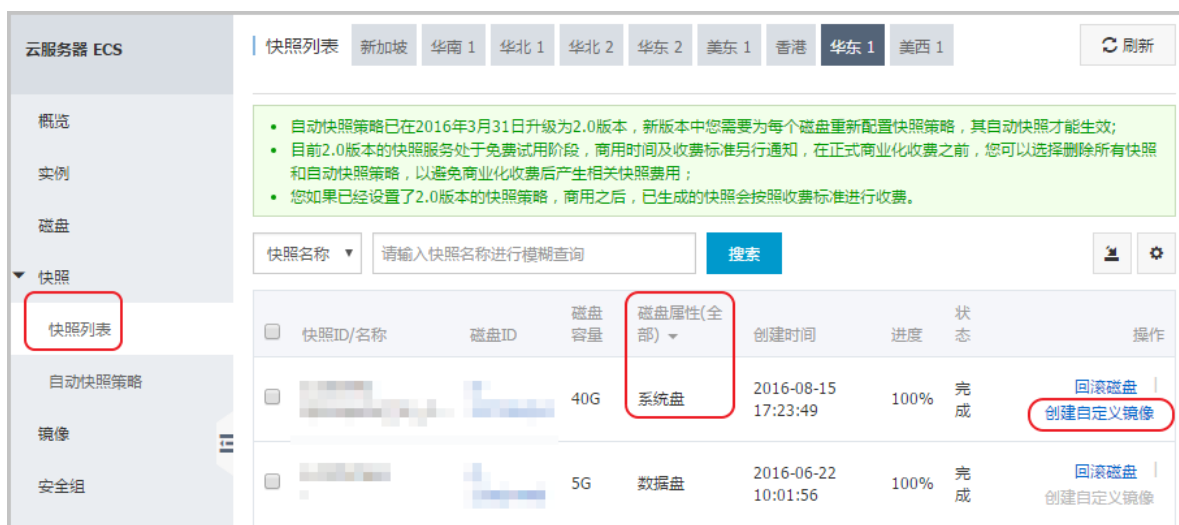 云服务器 ECS
概览
实例
磁盘
快照
快照列表
自动快照策略
镜像
安全组
快照列表 新加坡 华南 1 华北 1 华北 2 华东 2 美东 1 香港 华东 1 美西 1 刷新
自动快照策略已在2016年3月31日升级为2.0版本，新版本中您需要为每个磁盘重新配置快照策略，其自动快照才能生效;
目前2.0版本的快照服务处于免费试用阶段，商用时间及收费标准另行通知，在正式商业化收费之前，您可以选择删除所有快照
和自动快照策略，以避免商业化收费后产生相关快照费用；
您如果已经设置了2.0版本的快照策略，商用之后，已生成的快照会按照收费标准进行收费。
快照名称 请输入快照名称进行模糊查询 搜索
快照ID/名称 磁盘ID 磁盘
容量 磁盘属性(全
部) 创建时间 进度 状
态 操作
40G 系统盘 2016-08-15
17:23:49 100% 完
成 回滚磁盘
创建自定义镜像
5G 数据盘 2016-06-22
10:01:56 100% 完
成 回滚磁盘
创建自定义镜像